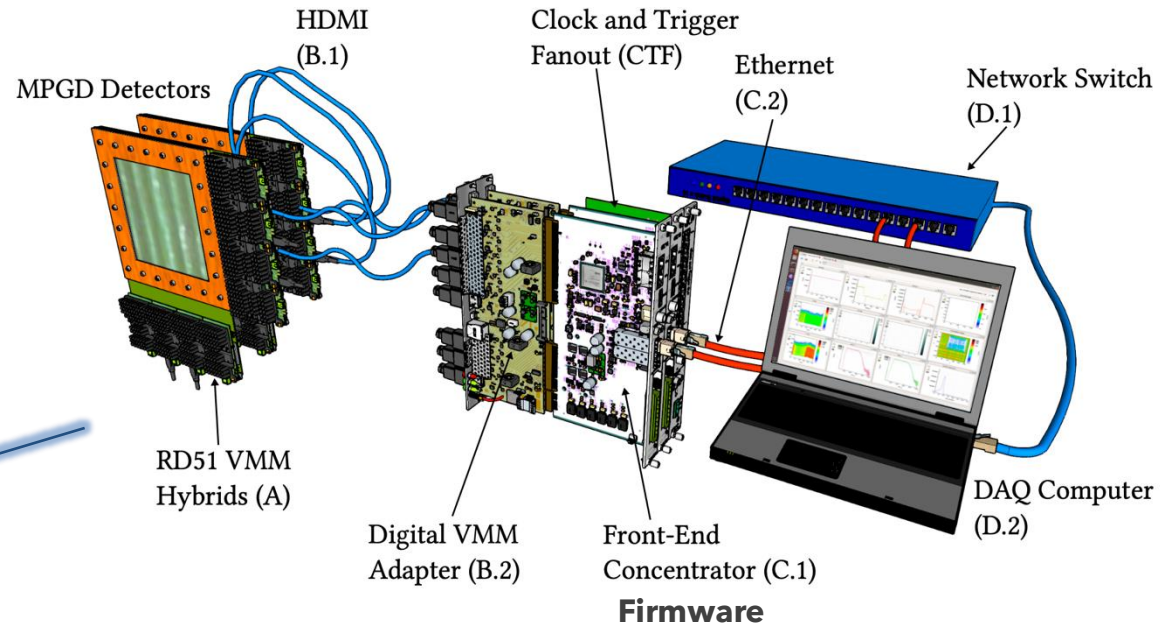 HDMI
(B.1)
Clock and Trigger
Fanout (CTF)
Ethernet
(C.2)
Network Switch
(D.1)
MPGD Detectors
RD51 VMM
Hybrids (A)
Digital VMM
Adapter (B.2)
Front-End
Concentrator (C.1)
DAQ Computer
(D.2)
Firmware